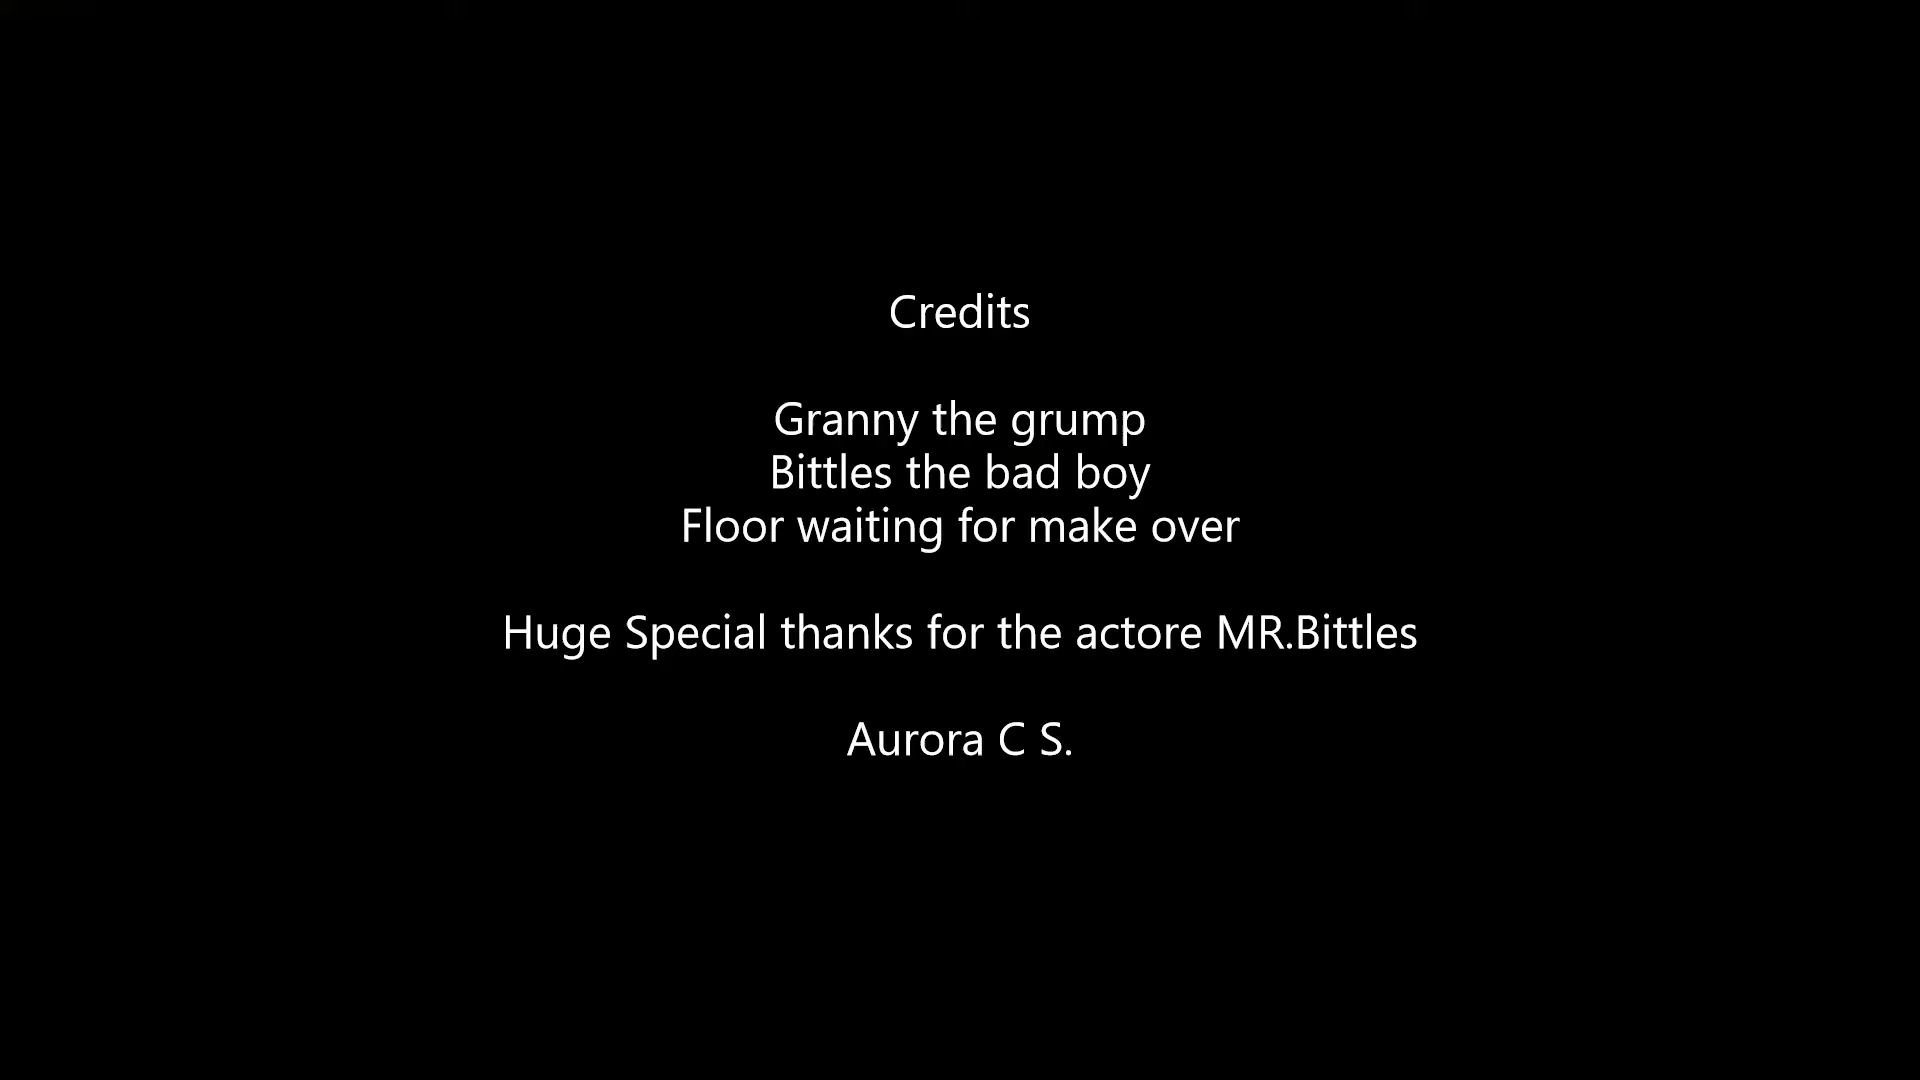 Credits
Granny the grump
Bittles the bad boy
Floor waiting for make over
Huge Special thanks for the actore MR.Bittles
Aurora C S.